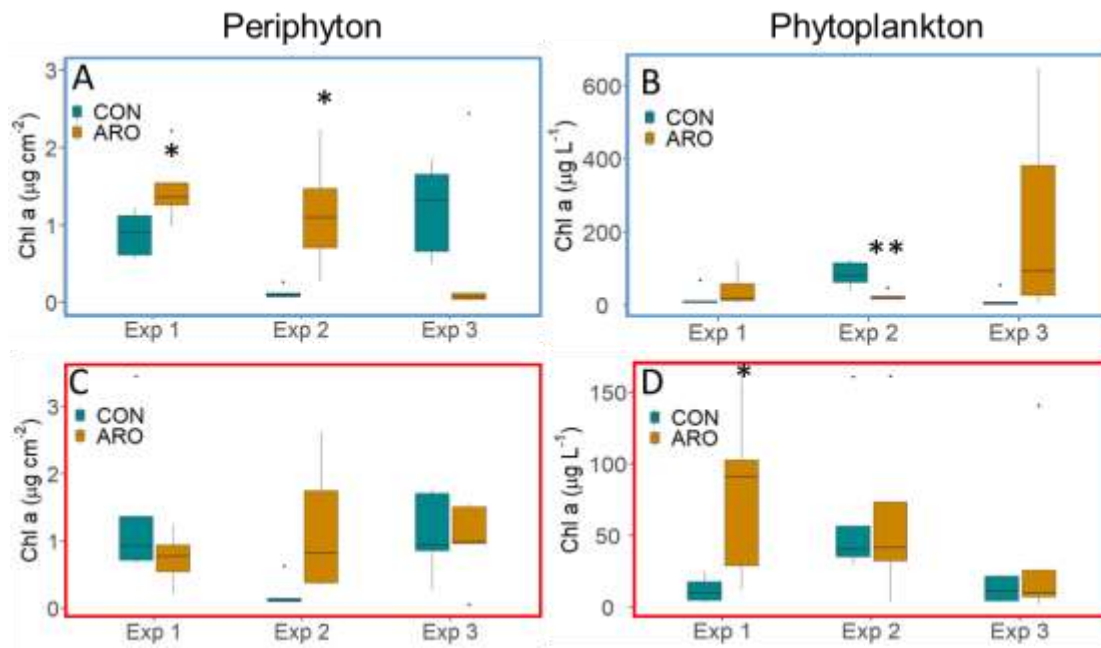 Periphyton
Phytoplankton
A
CON
ARO
Chl a (μg cm⁻²)
3
2
1
0
*
*
Exp 1 Exp 2 Exp 3
B
CON
ARO
Chl a (μg L⁻¹)
600
400
200
0
**
Exp 1 Exp 2 Exp 3
C
CON
ARO
Chl a (μg cm⁻²)
3
2
1
0
Exp 1 Exp 2 Exp 3
D
CON
ARO
Chl a (μg L⁻¹)
150
100
50
0
*
Exp 1 Exp 2 Exp 3